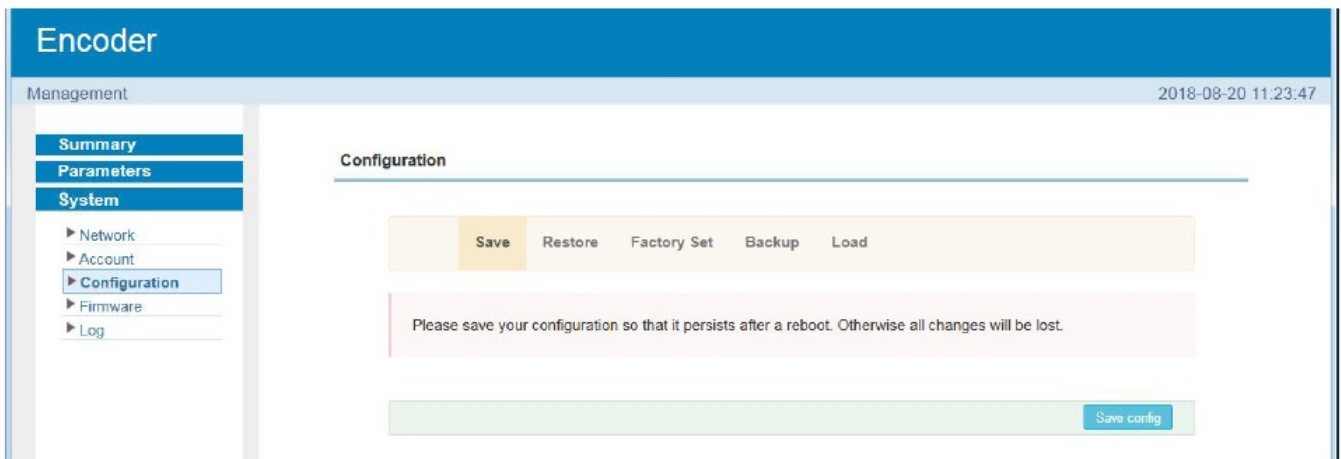 Encoder
Management 2018-08-20 11:23:47
Summary
Parameters
System
Network
Account
Configuration
Firmware
Log
Configuration
Save Restore Factory Set Backup Load
Please save your configuration so that it persists after a reboot. Otherwise all changes will be lost.
Save config